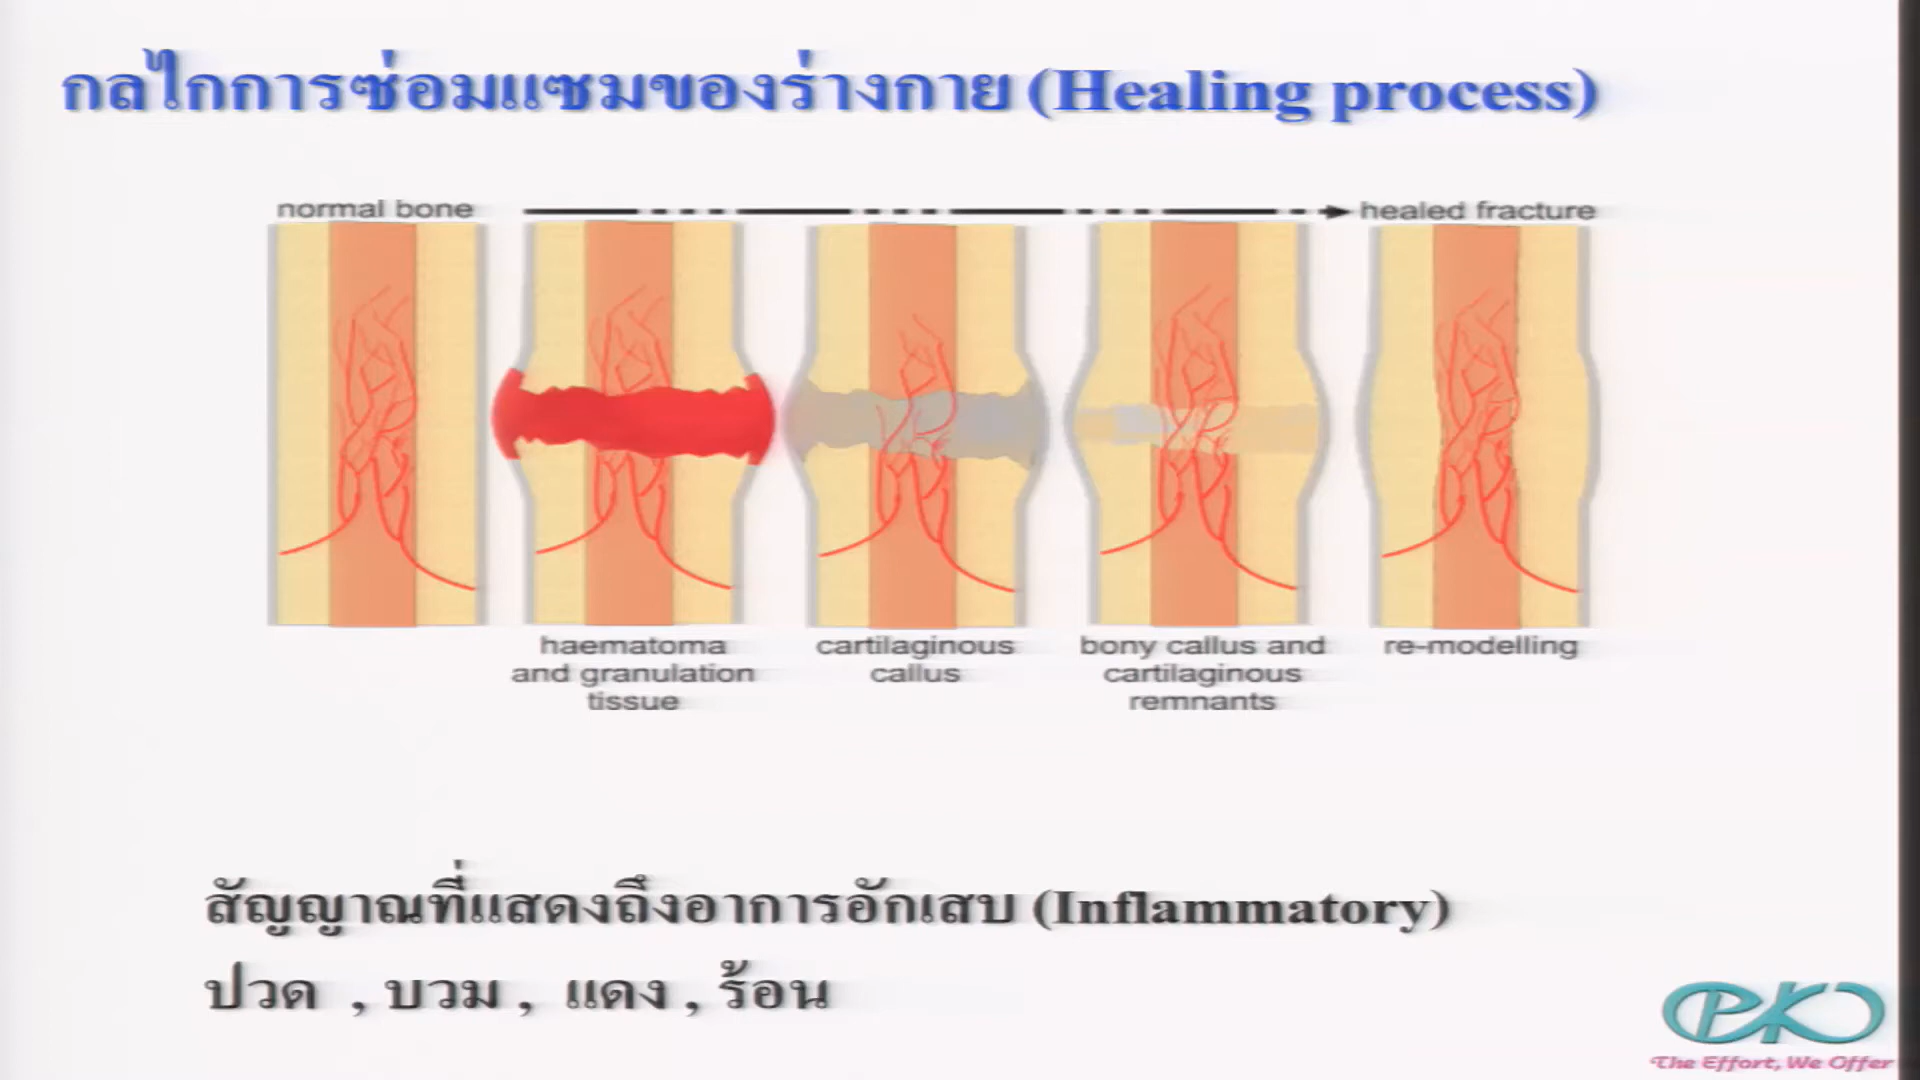 กลไกการซ่อมแซมของร่างกาย (Healing process)
normal bone
healed fracture
haematoma
and granulation
tissue
cartilaginous
callus
bony callus and
cartilaginous
remnants
re-modelling
สัญญาณที่แสดงถึงอาการอักเสบ (Inflammatory)
ปวด , บวม , แดง , ร้อน
PKO
The Effort, We Offer